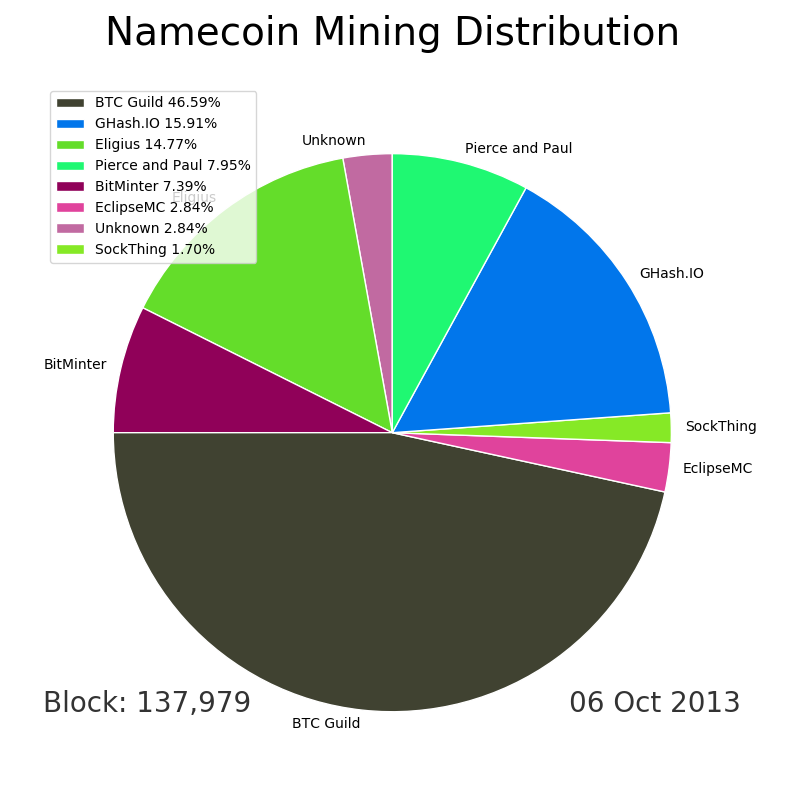 Namecoin Mining Distribution
BTC Guild 46.59%
GHash.IO 15.91%
Eligius 14.77%
Pierce and Paul 7.95%
BitMinter 7.39%
EclipseMC 2.84%
Unknown 2.84%
SockThing 1.70%
Unknown
Pierce and Paul
Eligius
GHash.IO
BitMinter
SockThing
EclipseMC
BTC Guild
Block: 137,979
06 Oct 2013